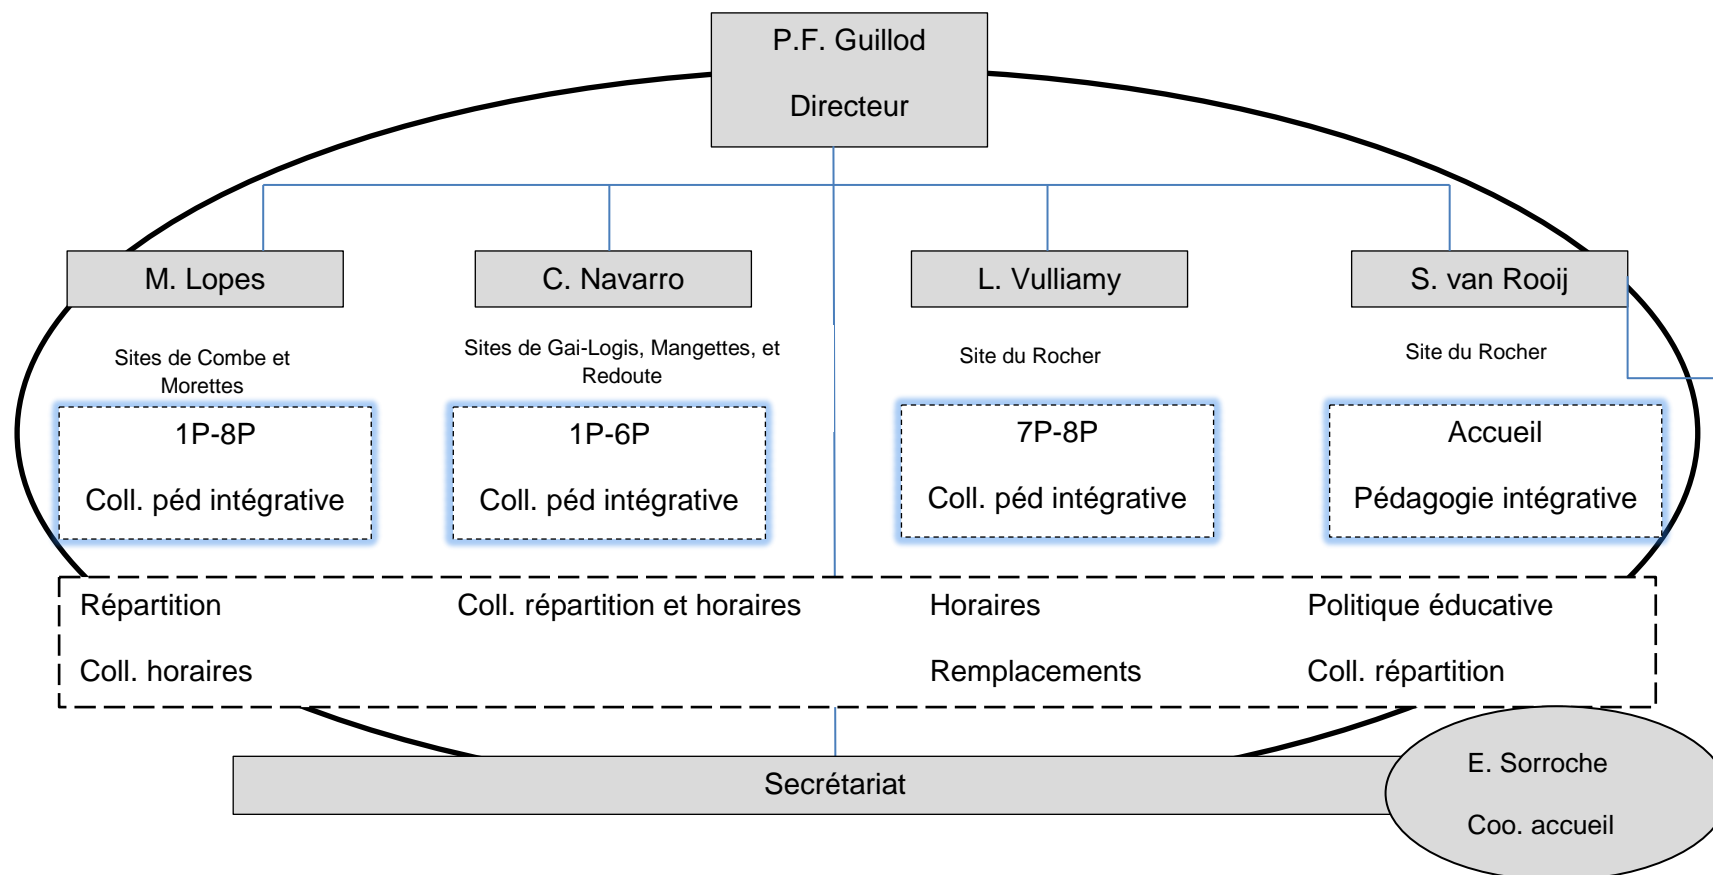 P.F. Guillod
Directeur
M. Lopes
C. Navarro
L. Vulliamy
S. van Rooij
Sites de Combe et
Morettes
Sites de Gai-Logis, Mangettes, et
Redoute
Site du Rocher
Site du Rocher
1P-8P
Coll. péd intégrative
1P-6P
Coll. péd intégrative
7P-8P
Coll. péd intégrative
Accueil
Pédagogie intégrative
Répartition
Coll. horaires
Coll. répartition et horaires
Horaires
Remplacements
Politique éducative
Coll. répartition
Secrétariat
E. Sorroche
Coo. accueil